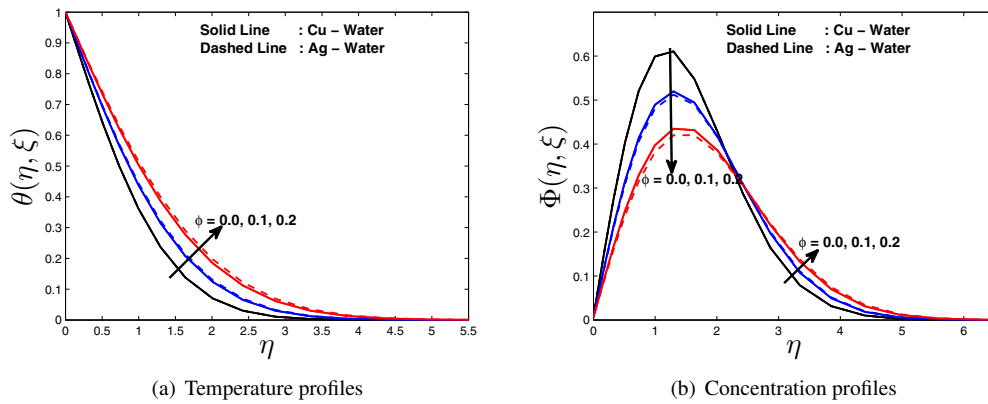 Solid Line : Cu – Water
Dashed Line : Ag – Water
1
0.9
0.8
0.7
0.6
0.5
0.4
0.3
0.2
0.1
0
θ(η, ξ)
ϕ = 0.0, 0.1, 0.2
0 0.5 1 1.5 2 2.5 3 3.5 4 4.5 5 5.5
η
(a) Temperature profiles
Solid Line : Cu – Water
Dashed Line : Ag – Water
0.6
0.5
0.4
0.3
0.2
0.1
0
Φ(η, ξ)
ϕ = 0.0, 0.1, 0.2
ϕ = 0.0, 0.1, 0.2
0 1 2 3 4 5 6
η
(b) Concentration profiles